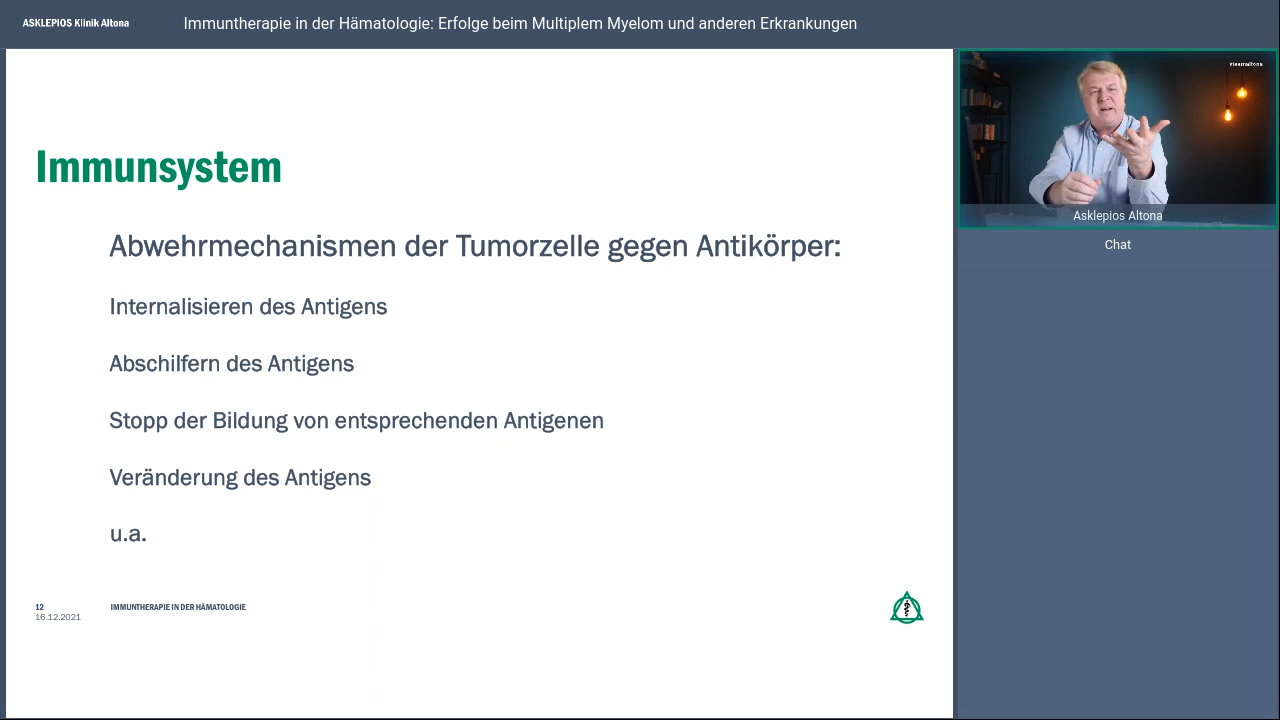 ASKLEPIOS Klinik Altona
Immuntherapie in der Hämatologie: Erfolge beim Multiplem Myelom und anderen Erkrankungen
#teamaltona
Asklepios Altona
Chat
Immunsystem
Abwehrmechanismen der Tumorzelle gegen Antikörper:
Internalisieren des Antigens
Abschilfern des Antigens
Stopp der Bildung von entsprechenden Antigenen
Veränderung des Antigens
u.a.
12
16.12.2021
IMMUNTHERAPIE IN DER HÄMATOLOGIE